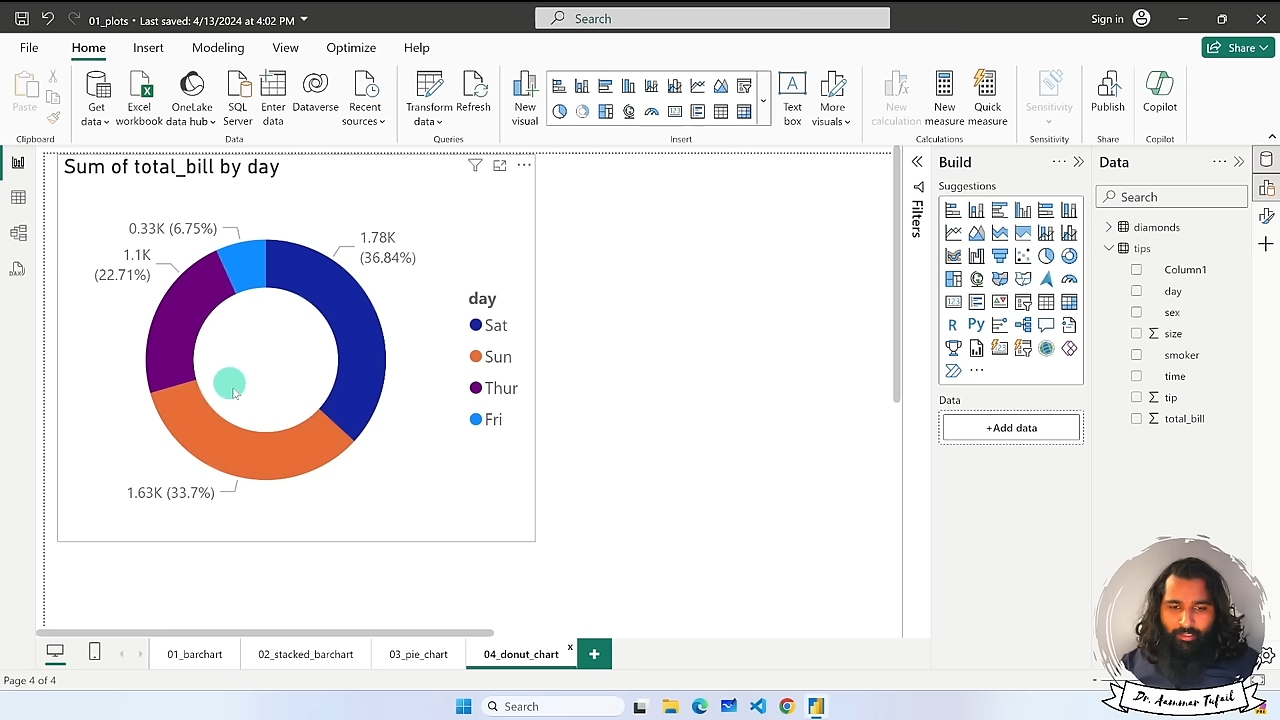 01_plots • Last saved: 4/13/2024 at 4:02 PM
Search
Sign in
File
Home
Insert
Modeling
View
Optimize
Help
Share
Paste
Get data
Excel workbook
OneLake data hub
SQL Server
Enter data
Dataverse
Recent sources
Transform data
Refresh
New visual
Text box
More visuals
New calculation
New measure
Quick measure
Sensitivity
Publish
Copilot
Clipboard
Data
Queries
Insert
Calculations
Sensitivity
Share
Copilot
Sum of total_bill by day
0.33K (6.75%)
1.78K
(36.84%)
1.1K
(22.71%)
1.63K (33.7%)
day
Sat
Sun
Thur
Fri
Filters
Build
Suggestions
Data
+Add data
Data
Search
diamonds
tips
Column1
day
sex
size
smoker
time
tip
total_bill
01_barchart
02_stacked_barchart
03_pie_chart
04_donut_chart
x
+
Page 4 of 4
Search
Dr. Aammar Tufail